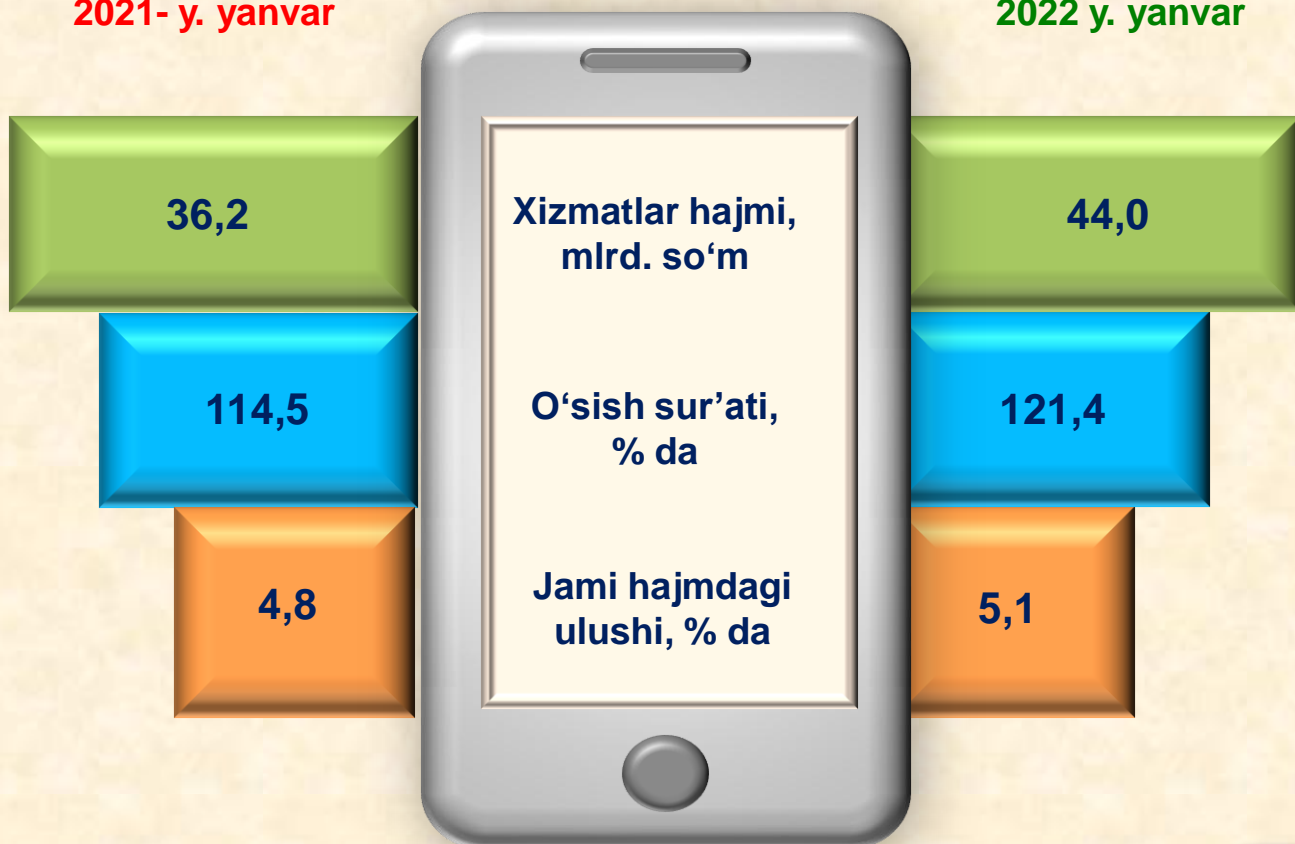 2021- y. yanvar
2022 y. yanvar
36,2
Xizmatlar hajmi,
mlrd. so‘m
44,0
114,5
O‘sish sur’ati,
% da
121,4
4,8
Jami hajmdagi
ulushi, % da
5,1